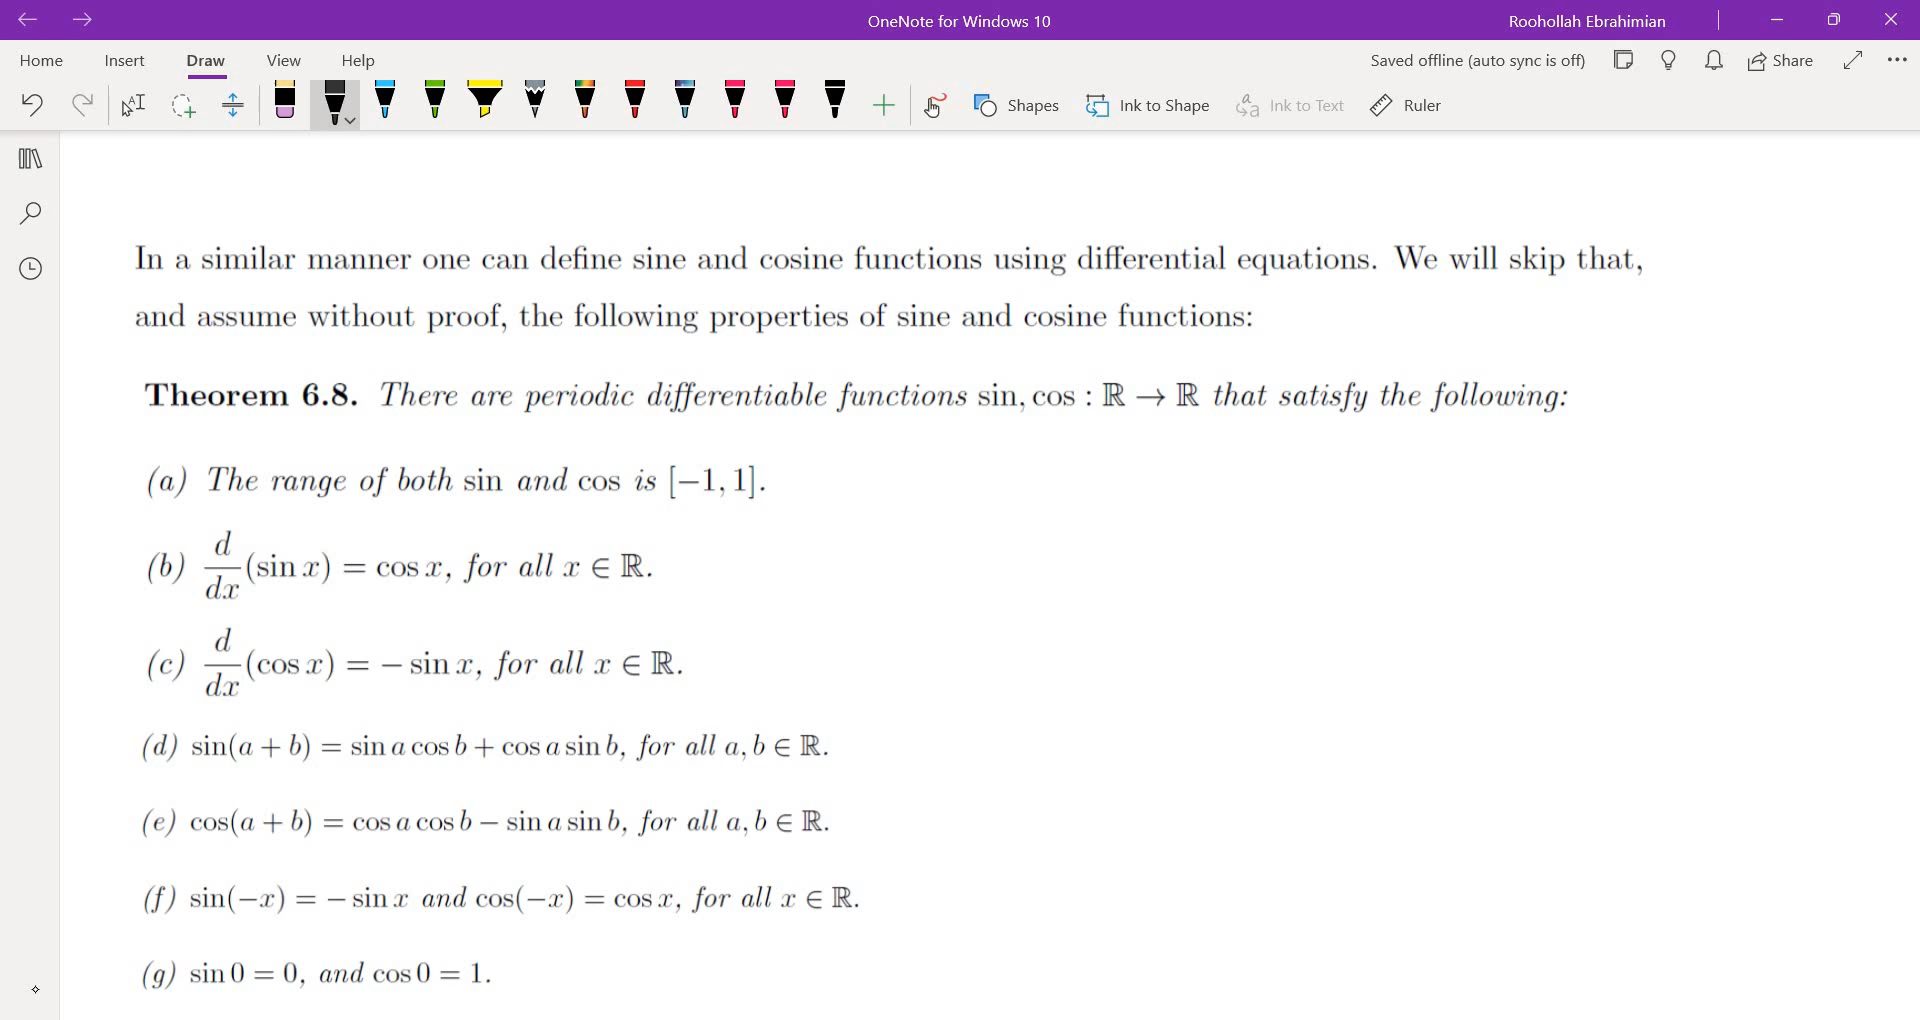 OneNote for Windows 10
Roohollah Ebrahimian
Home Insert Draw View Help
Saved offline (auto sync is off) Share
Shapes Ink to Shape Ink to Text Ruler
In a similar manner one can define sine and cosine functions using differential equations. We will skip that,
and assume without proof, the following properties of sine and cosine functions:
Theorem 6.8. There are periodic differentiable functions sin, cos : ℝ → ℝ that satisfy the following:
(a) The range of both sin and cos is [−1, 1].
(b) d/dx (sin x) = cos x, for all x ∈ ℝ.
(c) d/dx (cos x) = − sin x, for all x ∈ ℝ.
(d) sin(a + b) = sin a cos b + cos a sin b, for all a, b ∈ ℝ.
(e) cos(a + b) = cos a cos b − sin a sin b, for all a, b ∈ ℝ.
(f) sin(−x) = − sin x and cos(−x) = cos x, for all x ∈ ℝ.
(g) sin 0 = 0, and cos 0 = 1.